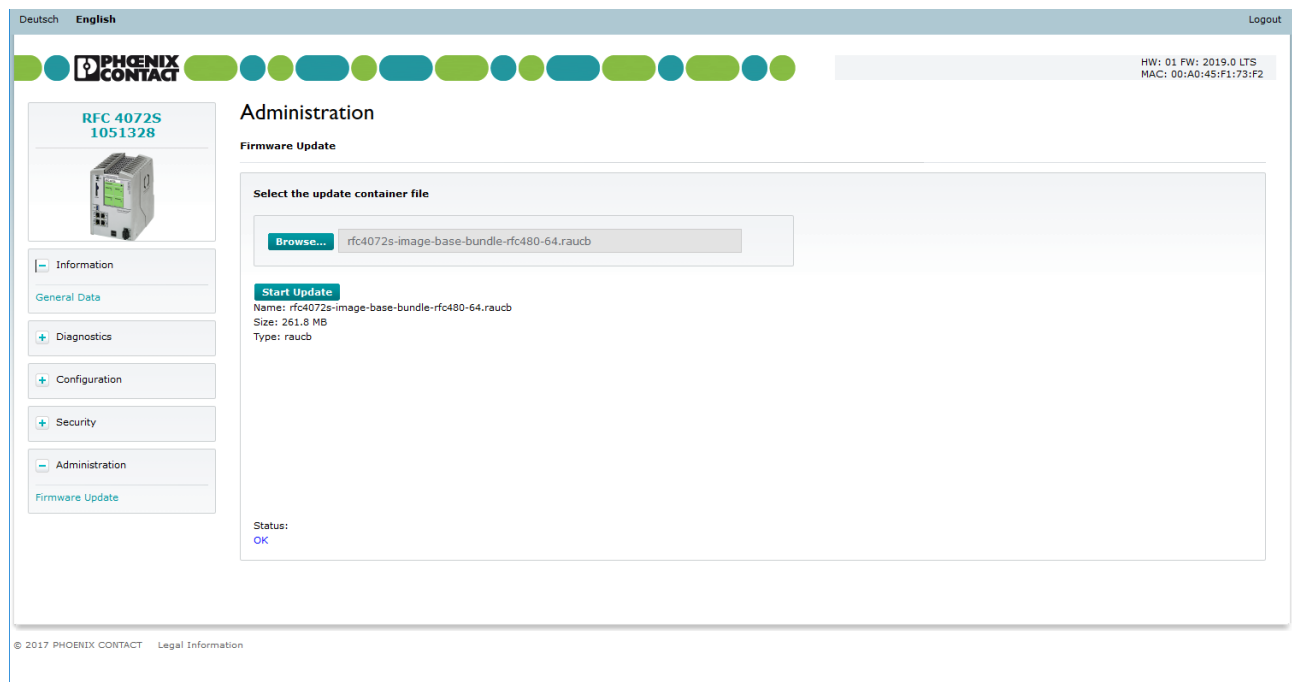 Deutsch English Logout
PHŒNIX
CONTACT
HW: 01 FW: 2019.0 LTS
MAC: 00:A0:45:F1:73:F2
RFC 4072S
1051328
Information
General Data
Diagnostics
Configuration
Security
Administration
Firmware Update
Administration
Firmware Update
Select the update container file
Browse... rfc4072s-image-base-bundle-rfc480-64.raucb
Start Update
Name: rfc4072s-image-base-bundle-rfc480-64.raucb
Size: 261.8 MB
Type: raucb
Status:
OK
© 2017 PHOENIX CONTACT Legal Information